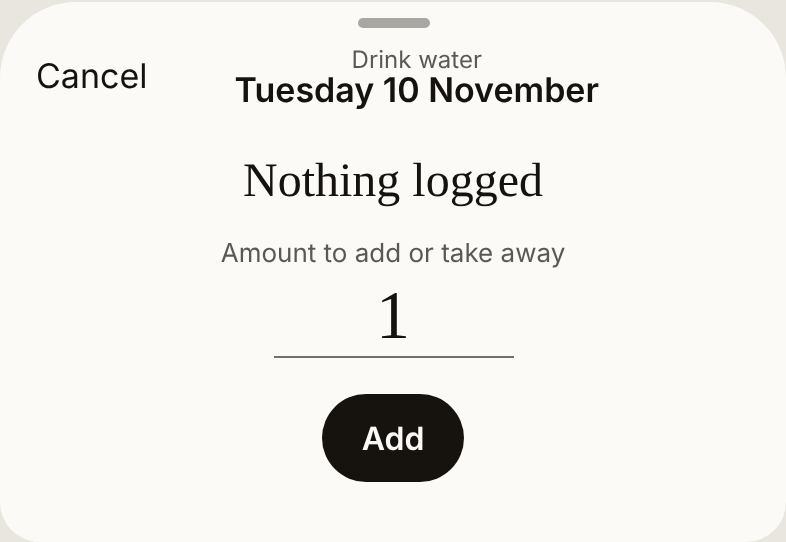 Cancel
Drink water
Tuesday 10 November
Nothing logged
Amount to add or take away
1
Add